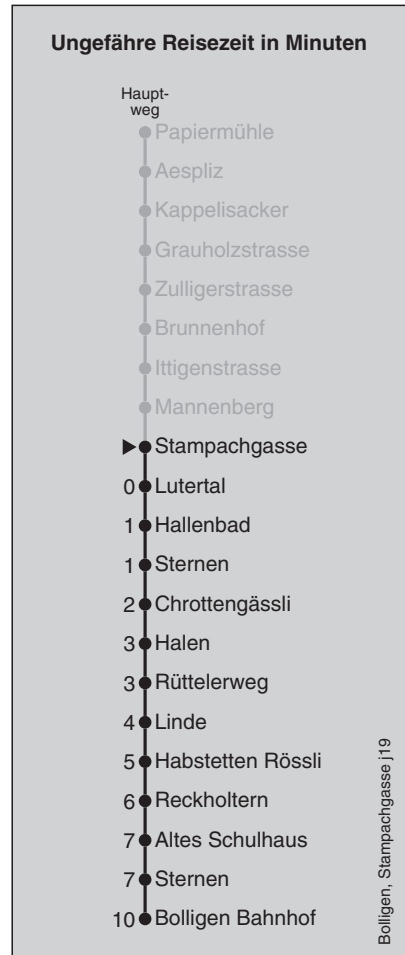 Ungefähre Reisezeit in Minuten
Haupt-
weg
Papiermühle
Aespliz
Kappelisacker
Grauholzstrasse
Zulligerstrasse
Brunnenhof
Ittigenstrasse
Mannenberg
Stampachgasse
0 Lutertal
1 Hallenbad
1 Sternen
2 Chrottengässli
3 Halen
3 Rüttelerweg
4 Linde
5 Habstetten Rössli
6 Reckholtern
7 Altes Schulhaus
7 Sternen
10 Bolligen Bahnhof
Bolligen, Stampachgasse j19